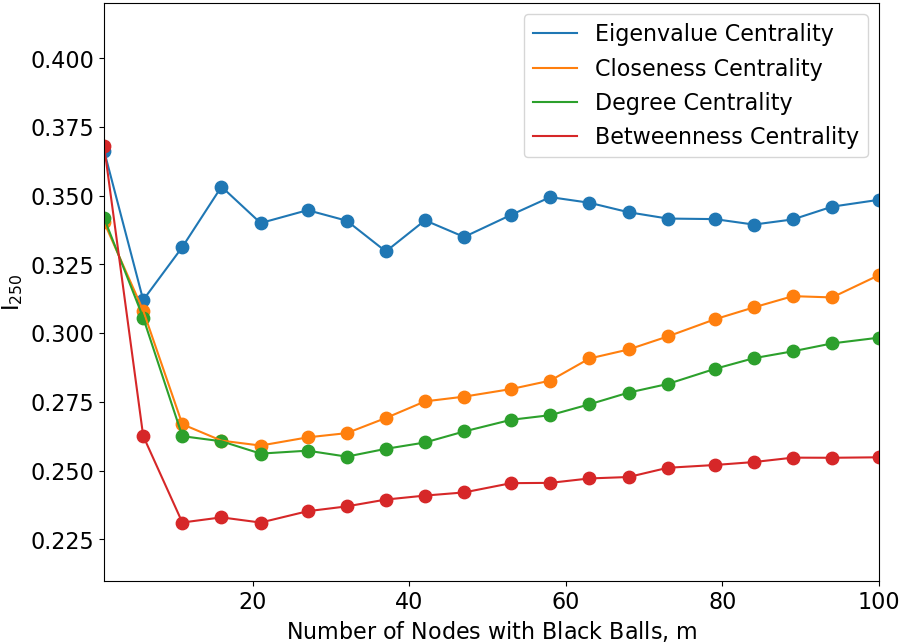 Eigenvalue Centrality
Closeness Centrality
Degree Centrality
Betweenness Centrality
0.400
0.375
0.350
0.325
0.300
0.275
0.250
0.225
I250
20
40
60
80
100
Number of Nodes with Black Balls, m